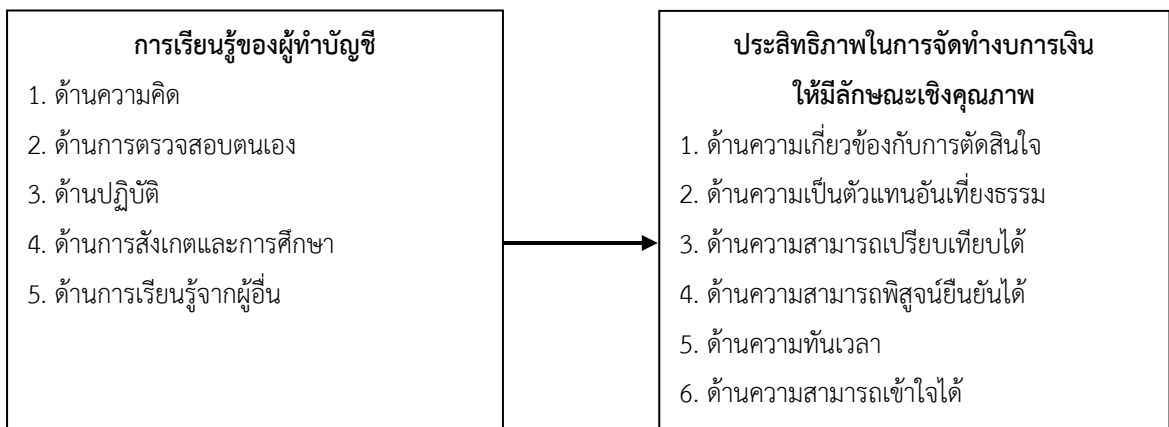 การเรียนรู้ของผู้ทำบัญชี
1. ด้านความคิด
2. ด้านการตรวจสอบตนเอง
3. ด้านปฏิบัติ
4. ด้านการสังเกตและการศึกษา
5. ด้านการเรียนรู้จากผู้อื่น
ประสิทธิภาพในการจัดทำงบการเงิน
ให้มีลักษณะเชิงคุณภาพ
1. ด้านความเกี่ยวข้องกับการตัดสินใจ
2. ด้านความเป็นตัวแทนอันเที่ยงธรรม
3. ด้านความสามารถเปรียบเทียบได้
4. ด้านความสามารถพิสูจน์ยืนยันได้
5. ด้านความทันเวลา
6. ด้านความสามารถเข้าใจได้